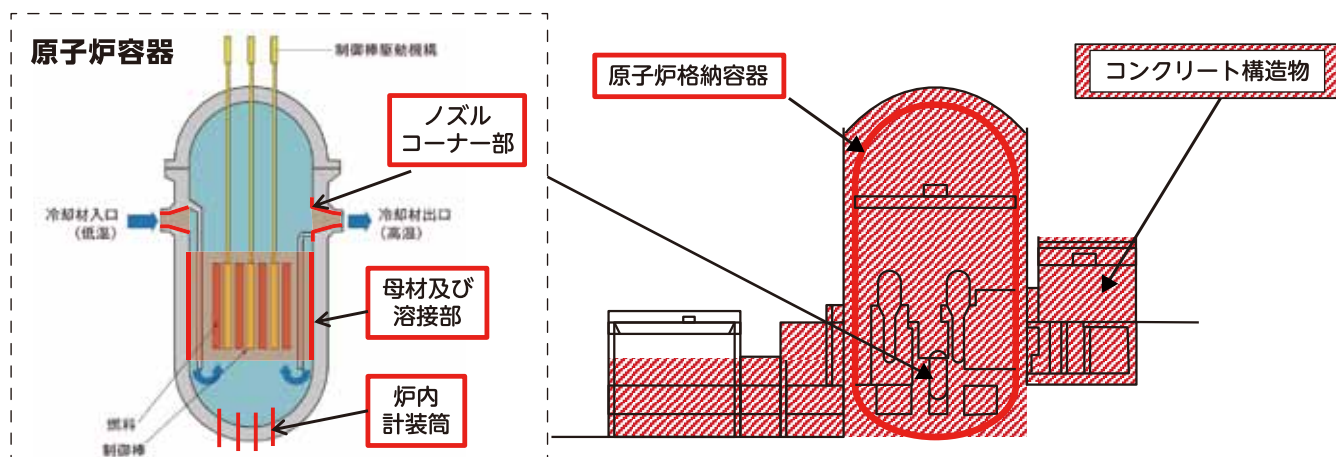 原子炉容器
制御棒駆動機構
ノズル
コーナー部
冷却材入口
(低温)
冷却材出口
(高温)
母材及び
溶接部
炉内
計装筒
燃料
制御棒
原子炉格納容器
コンクリート構造物